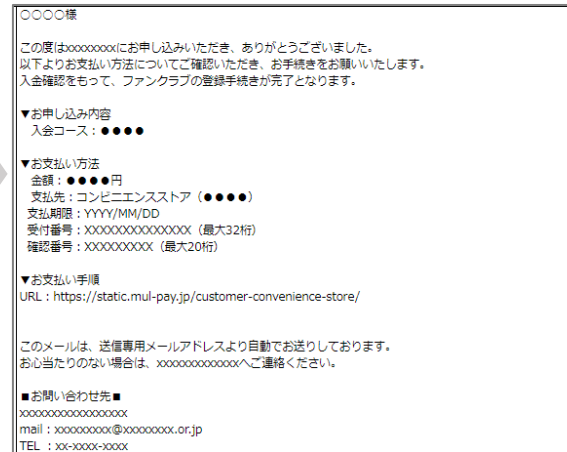 ○○○○様
この度はxxxxxxxxにお申し込みいただき、ありがとうございました。
以下よりお支払い方法についてご確認いただき、お手続きをお願いいたします。
入金確認をもって、ファンクラブの登録手続きが完了となります。
▼お申し込み内容
入会コース：●●●●
▼お支払い方法
金額：●●●●円
支払先：コンビニエンスストア（●●●●）
支払期限：YYYY/MM/DD
受付番号：XXXXXXXXXXXXXX（最大32桁）
確認番号：XXXXXXXXX（最大20桁）
▼お支払い手順
URL：https://static.mul-pay.jp/customer-convenience-store/
このメールは、送信専用メールアドレスより自動でお送りしております。
お心当たりのない場合は、xxxxxxxxxxxxxへご連絡ください。
■お問い合わせ先■
xxxxxxxxxxxxxxxxxx
mail：xxxxxxxxx@xxxxxxxx.or.jp
TEL ：xx-xxxx-xxxx